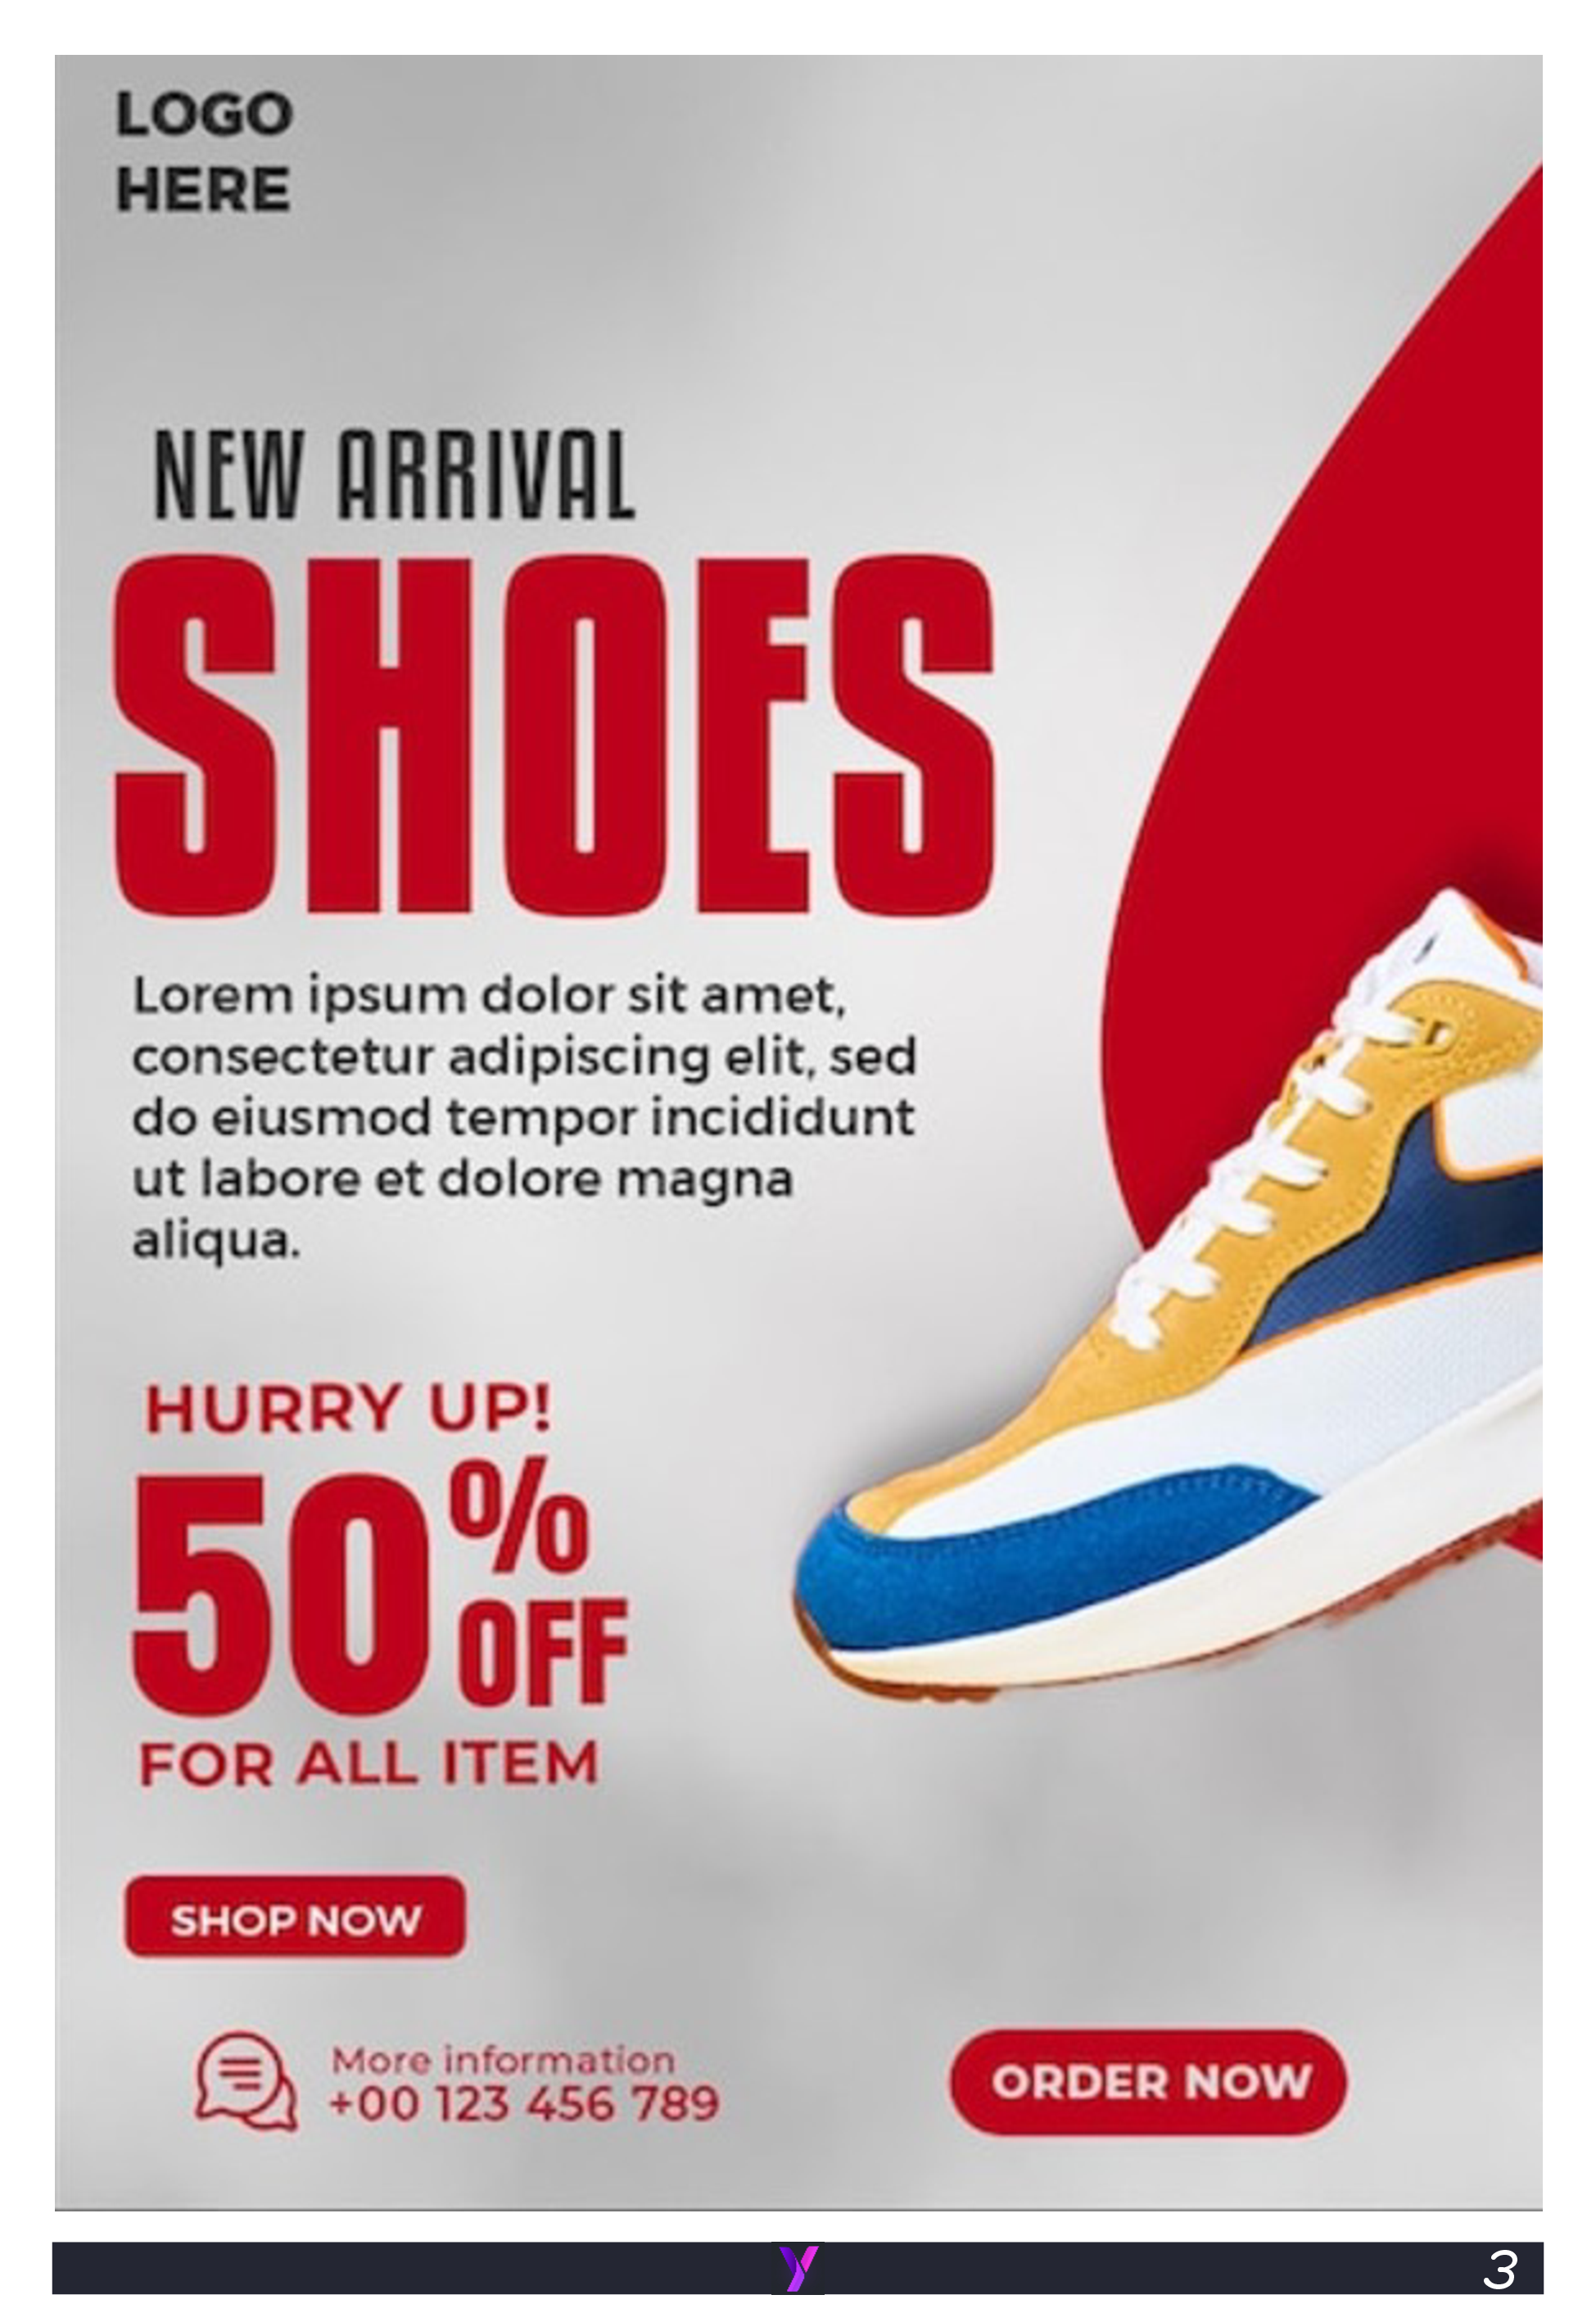 LOGO
HERE
NEW ARRIVAL
SHOES
Lorem ipsum dolor sit amet,
consectetur adipiscing elit, sed
do eiusmod tempor incididunt
ut labore et dolore magna
aliqua.
HURRY UP!
50%
OFF
FOR ALL ITEM
SHOP NOW
More information
+00 123 456 789
ORDER NOW
Y
3